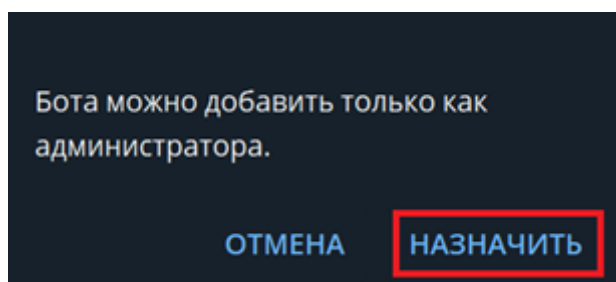 Бота можно добавить только как
администратора.
ОТМЕНА НАЗНАЧИТЬ